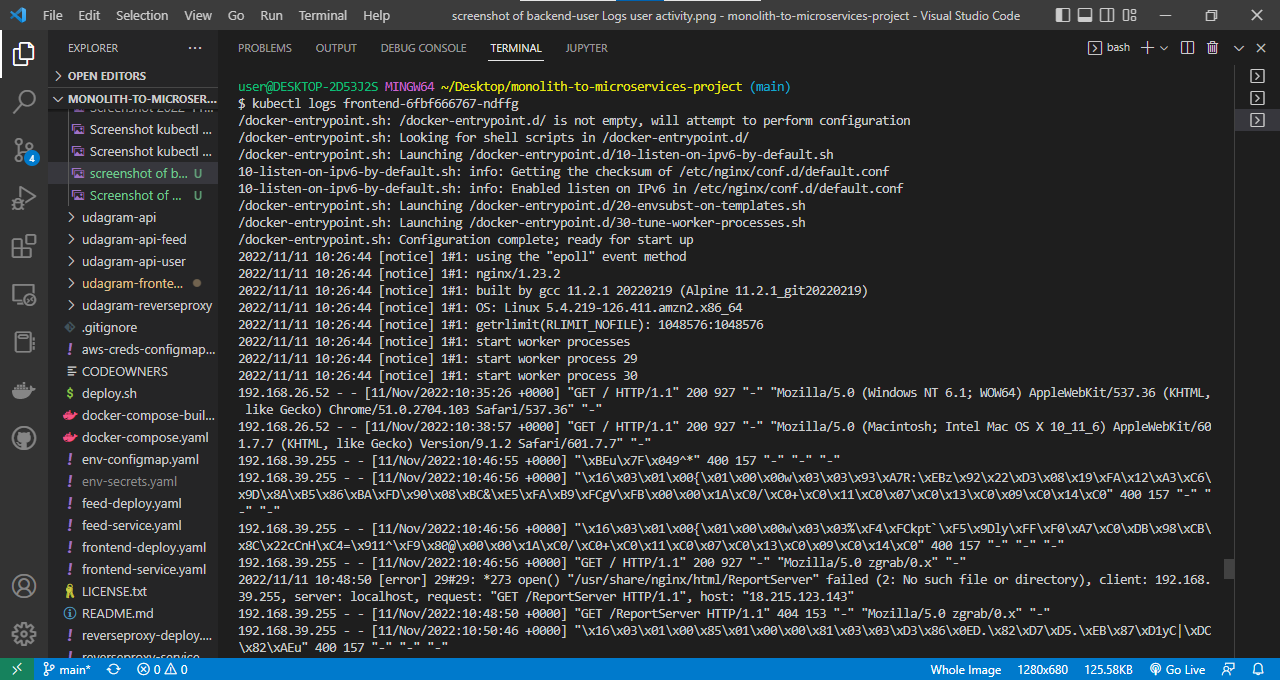 File Edit Selection View Go Run Terminal Help
screenshot of backend-user Logs user activity.png - monolith-to-microservices-project - Visual Studio Code
EXPLORER
OPEN EDITORS
MONOLITH-TO-MICROSER...
Screenshot kubectl ...
Screenshot kubectl ...
screenshot of b... U
Screenshot of ... U
udagram-api
udagram-api-feed
udagram-api-user
udagram-fronte...
udagram-reverseproxy
.gitignore
aws-creds-configmap...
CODEOWNERS
deploy.sh
docker-compose-buil...
docker-compose.yaml
env-configmap.yaml
env-secrets.yaml
feed-deploy.yaml
feed-service.yaml
frontend-deploy.yaml
frontend-service.yaml
LICENSE.txt
README.md
reverseproxy-deploy....
4
PROBLEMS OUTPUT DEBUG CONSOLE TERMINAL JUPYTER
bash
user@DESKTOP-2D53J2S MINGW64 ~/Desktop/monolith-to-microservices-project (main)
$ kubectl logs frontend-6fbf666767-ndffg
/docker-entrypoint.sh: /docker-entrypoint.d/ is not empty, will attempt to perform configuration
/docker-entrypoint.sh: Looking for shell scripts in /docker-entrypoint.d/
/docker-entrypoint.sh: Launching /docker-entrypoint.d/10-listen-on-ipv6-by-default.sh
10-listen-on-ipv6-by-default.sh: info: Getting the checksum of /etc/nginx/conf.d/default.conf
10-listen-on-ipv6-by-default.sh: info: Enabled listen on IPv6 in /etc/nginx/conf.d/default.conf
/docker-entrypoint.sh: Launching /docker-entrypoint.d/20-envsubst-on-templates.sh
/docker-entrypoint.sh: Launching /docker-entrypoint.d/30-tune-worker-processes.sh
/docker-entrypoint.sh: Configuration complete; ready for start up
2022/11/11 10:26:44 [notice] 1#1: using the "epoll" event method
2022/11/11 10:26:44 [notice] 1#1: nginx/1.23.2
2022/11/11 10:26:44 [notice] 1#1: built by gcc 11.2.1 20220219 (Alpine 11.2.1_git20220219)
2022/11/11 10:26:44 [notice] 1#1: OS: Linux 5.4.219-126.411.amzn2.x86_64
2022/11/11 10:26:44 [notice] 1#1: getrlimit(RLIMIT_NOFILE): 1048576:1048576
2022/11/11 10:26:44 [notice] 1#1: start worker processes
2022/11/11 10:26:44 [notice] 1#1: start worker process 29
2022/11/11 10:26:44 [notice] 1#1: start worker process 30
192.168.26.52 - - [11/Nov/2022:10:35:26 +0000] "GET / HTTP/1.1" 200 927 "-" "Mozilla/5.0 (Windows NT 6.1; WOW64) AppleWebKit/537.36 (KHTML,
like Gecko) Chrome/51.0.2704.103 Safari/537.36" "-"
192.168.26.52 - - [11/Nov/2022:10:38:57 +0000] "GET / HTTP/1.1" 200 927 "-" "Mozilla/5.0 (Macintosh; Intel Mac OS X 10_11_6) AppleWebKit/60
1.7.7 (KHTML, like Gecko) Version/9.1.2 Safari/601.7.7" "-"
192.168.39.255 - - [11/Nov/2022:10:46:55 +0000] "\xBEu\x7F\x049^*" 400 157 "-" "-" "-"
192.168.39.255 - - [11/Nov/2022:10:46:56 +0000] "\x16\x03\x01\x00{\x01\x00\x00w\x03\x03\x93\xA7R:\xEBz\x92\x22\xD3\x08\x19\xFA\x12\xA3\xC6\
x9D\x8A\xB5\x86\xBA\xFD\x90\x08\xBC&\xE5\xFA\xB9\xFCgV\xFB\x00\x00\x1A\xC0/\xC0+\xC0\x11\xC0\x07\xC0\x13\xC0\x09\xC0\x14\xC0" 400 157 "-" "
-" "-"
192.168.39.255 - - [11/Nov/2022:10:46:56 +0000] "\x16\x03\x01\x00{\x01\x00\x00w\x03\x03%\xF4\xFCkpt`\xF5\x9Dly\xFF\xF0\xA7\xC0\xDB\x98\xCB\
x8C\x22cCnH\xC4=\x911^\xF9\x80@\x00\x00\x1A\xC0/\xC0+\xC0\x11\xC0\x07\xC0\x13\xC0\x09\xC0\x14\xC0" 400 157 "-" "-" "-"
192.168.39.255 - - [11/Nov/2022:10:46:56 +0000] "GET / HTTP/1.1" 200 927 "-" "Mozilla/5.0 zgrab/0.x" "-"
2022/11/11 10:48:50 [error] 29#29: *273 open() "/usr/share/nginx/html/ReportServer" failed (2: No such file or directory), client: 192.168.
39.255, server: localhost, request: "GET /ReportServer HTTP/1.1", host: "18.215.123.143"
192.168.39.255 - - [11/Nov/2022:10:48:50 +0000] "GET /ReportServer HTTP/1.1" 404 153 "-" "Mozilla/5.0 zgrab/0.x" "-"
192.168.39.255 - - [11/Nov/2022:10:50:46 +0000] "\x16\x03\x01\x00\x85\x01\x00\x00\x81\x03\x03\xD3\x86\x0ED.\x82\xD7\xD5.\xEB\x87\xD1yC|\xDC
\x82\xAEu" 400 157 "-" "-" "-"
main* 0 0
Whole Image 1280x680 125.58KB Go Live